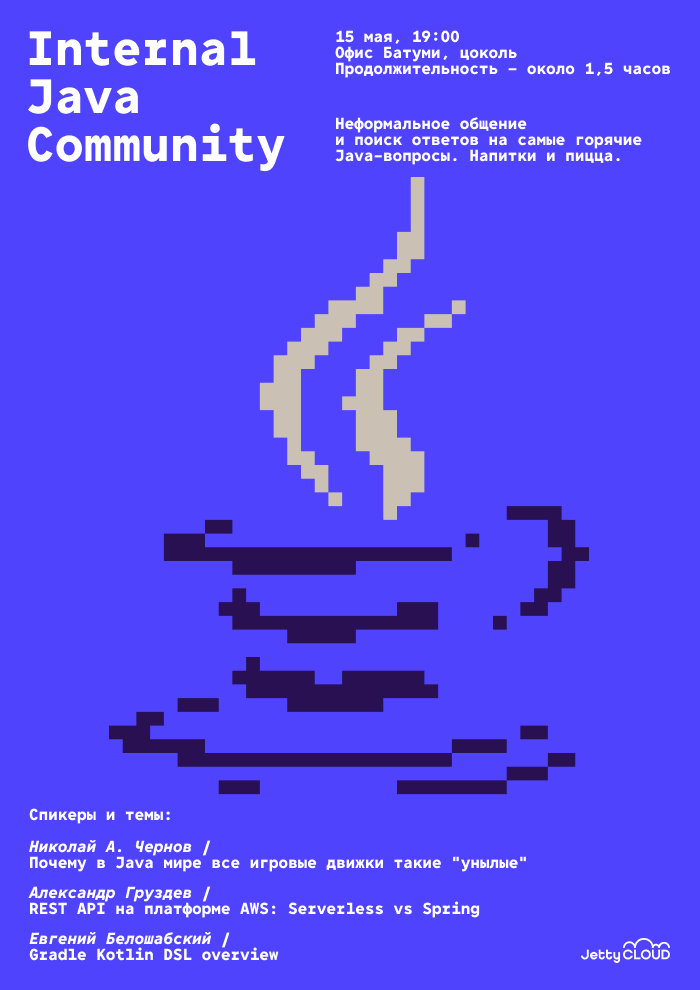 Internal
Java
Community
15 мая, 19:00
Офис Батуми, цоколь
Продолжительность – около 1,5 часов
Неформальное общение
и поиск ответов на самые горячие
Java-вопросы. Напитки и пицца.
Спикеры и темы:
Николай А. Чернов /
Почему в Java мире все игровые движки такие "унылые"
Александр Груздев /
REST API на платформе AWS: Serverless vs Spring
Евгений Белошабский /
Gradle Kotlin DSL overview
Jetty CLOUD